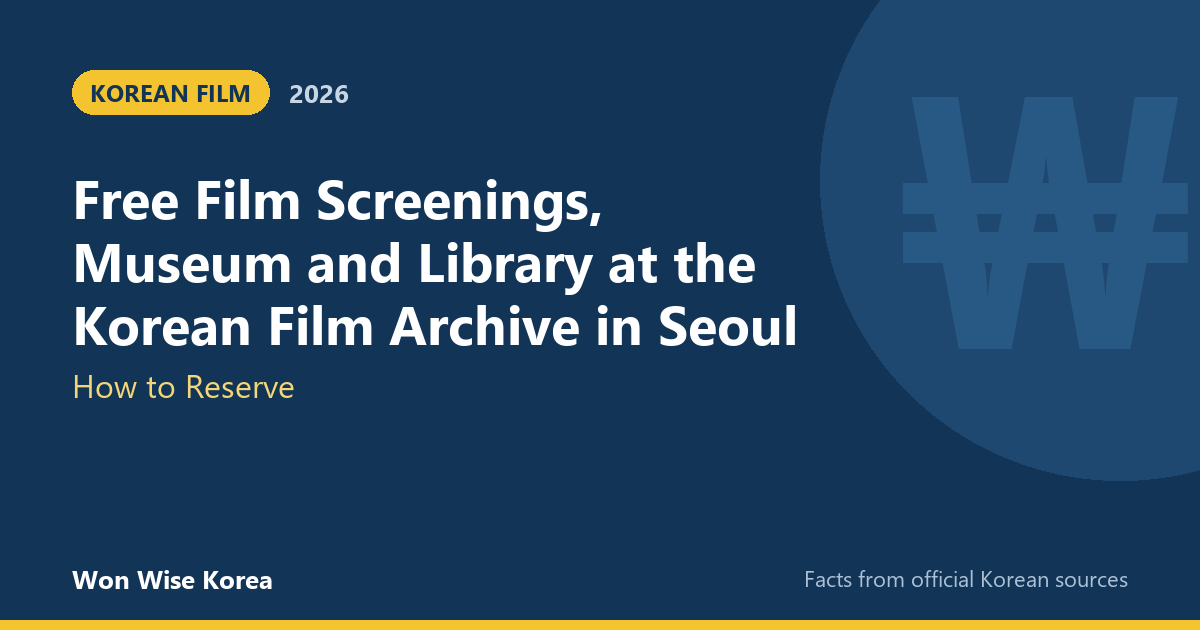 KOREAN FILM 2026
Free Film Screenings,
Museum and Library at the
Korean Film Archive in Seoul
How to Reserve
₩
Won Wise Korea
Facts from official Korean sources